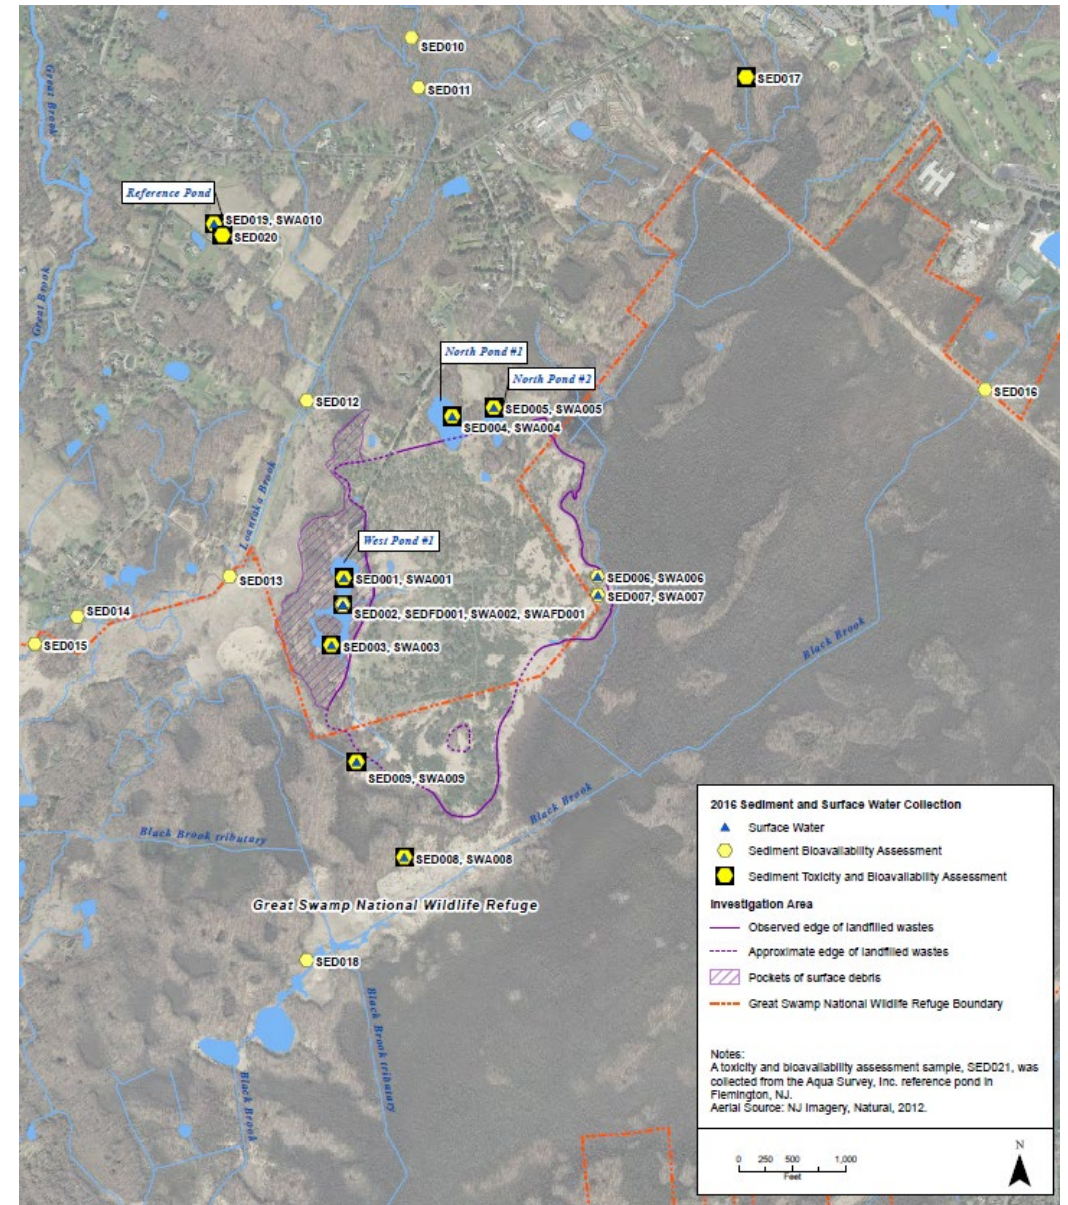 SED010
SED011
SED017
Great Brook
Reference Pond
SED019, SWA010
SED020
Great Brook
North Pond #1
North Pond #2
SED005, SWA005
SED004, SWA004
SED012
SED016
Loantaka Brook
West Pond #1
SED013
SED001, SWA001
SED006, SWA006
SED007, SWA007
SED002, SEDFD001, SWA002, SWAFD001
SED014
SED015
SED003, SWA003
Black Brook
SED009, SWA009
Black Brook
Black Brook tributary
SED008, SWA008
Great Swamp National Wildlife Refuge
SED018
Black Brook tributary
Black Brook
2016 Sediment and Surface Water Collection
Surface Water
Sediment Bioavailability Assessment
Sediment Toxicity and Bioavailability Assessment
Investigation Area
Observed edge of landfilled wastes
Approximate edge of landfilled wastes
Pockets of surface debris
Great Swamp National Wildlife Refuge Boundary
Notes:
A toxicity and bioavailability assessment sample, SED021, was
collected from the Aqua Survey, Inc. reference pond in
Flemington, NJ.
Aerial Source: NJ Imagery, Natural, 2012.
N
0 250 500 1,000
Feet